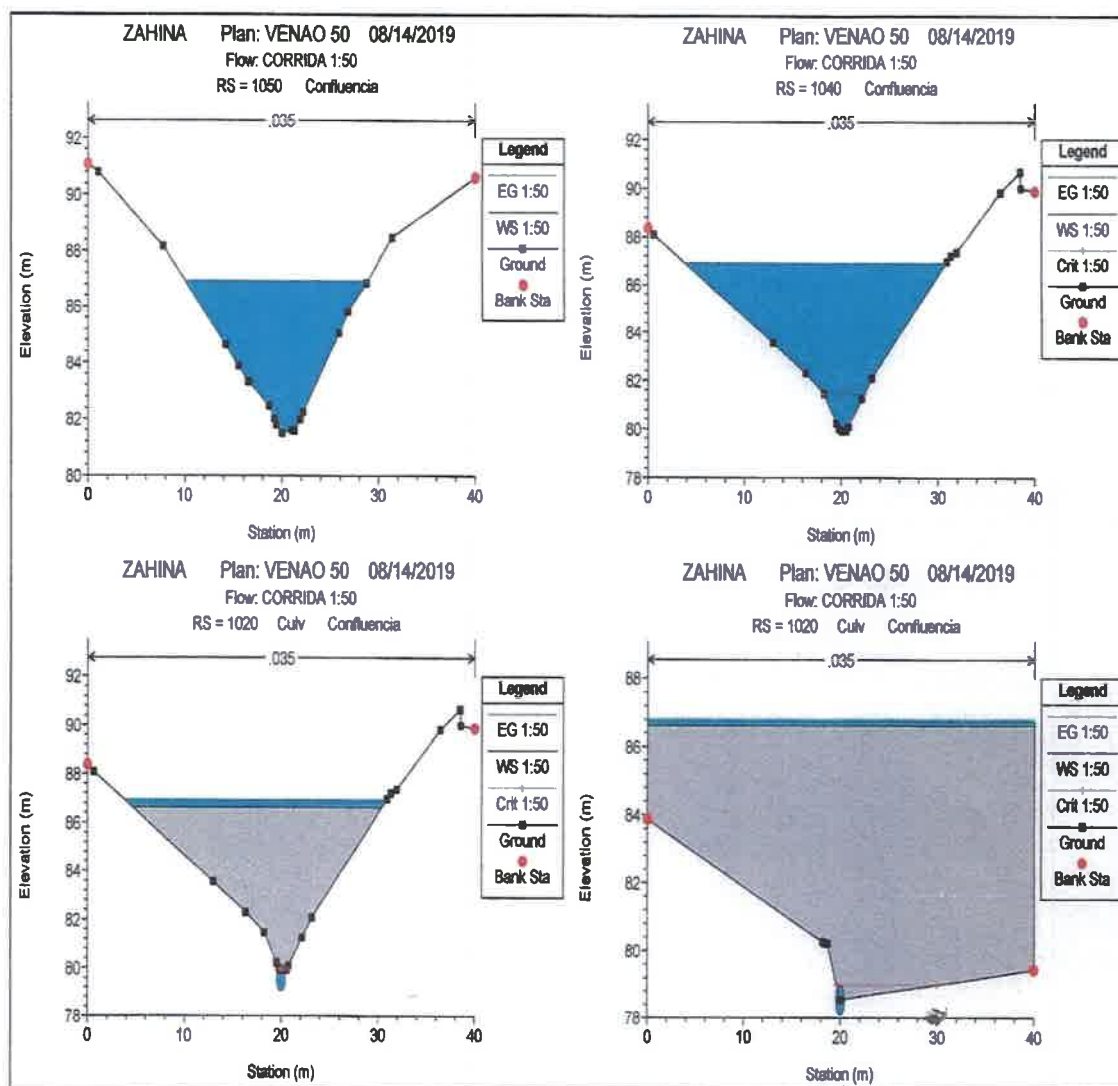 ZAHINA Plan: VENAO 50 08/14/2019
Flow: CORRIDA 1:50
RS = 1050 Confluencia
.035
92
90
88
86
84
82
80
0
10
20
30
40
Elevation (m)
Station (m)
Legend
EG 1:50
WS 1:50
Ground
Bank Sta
ZAHINA Plan: VENAO 50 08/14/2019
Flow: CORRIDA 1:50
RS = 1040 Confluencia
.035
92
90
88
86
84
82
80
78
0
10
20
30
40
Elevation (m)
Station (m)
Legend
EG 1:50
WS 1:50
Crit 1:50
Ground
Bank Sta
ZAHINA Plan: VENAO 50 08/14/2019
Flow: CORRIDA 1:50
RS = 1020 Culv Confluencia
.035
92
90
88
86
84
82
80
78
0
10
20
30
40
Elevation (m)
Station (m)
Legend
EG 1:50
WS 1:50
Crit 1:50
Ground
Bank Sta
ZAHINA Plan: VENAO 50 08/14/2019
Flow: CORRIDA 1:50
RS = 1020 Culv Confluencia
.035
88
86
84
82
80
78
0
10
20
30
40
Elevation (m)
Station (m)
Legend
EG 1:50
WS 1:50
Crit 1:50
Ground
Bank Sta